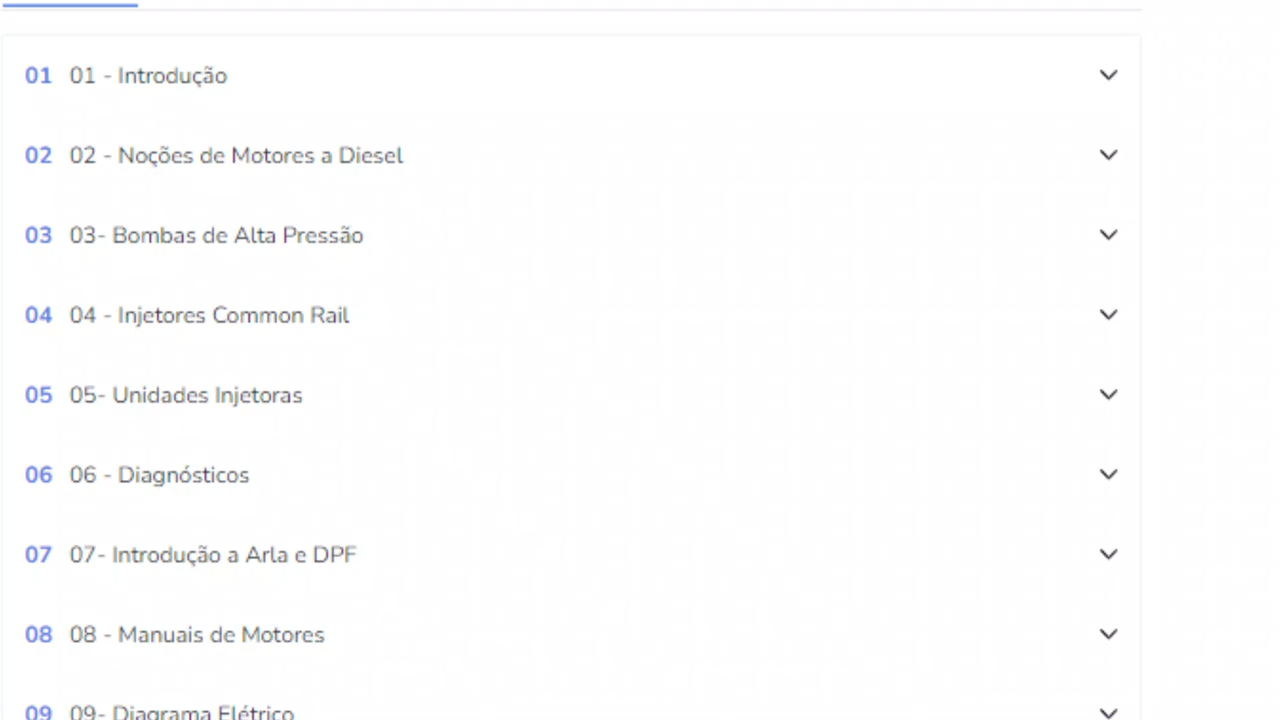 01 01 - Introdução
02 02 - Noções de Motores a Diesel
03 03- Bombas de Alta Pressão
04 04 - Injetores Common Rail
05 05- Unidades Injetoras
06 06 - Diagnósticos
07 07- Introdução a Arla e DPF
08 08 - Manuais de Motores
09 09- Diagrama Elétrico